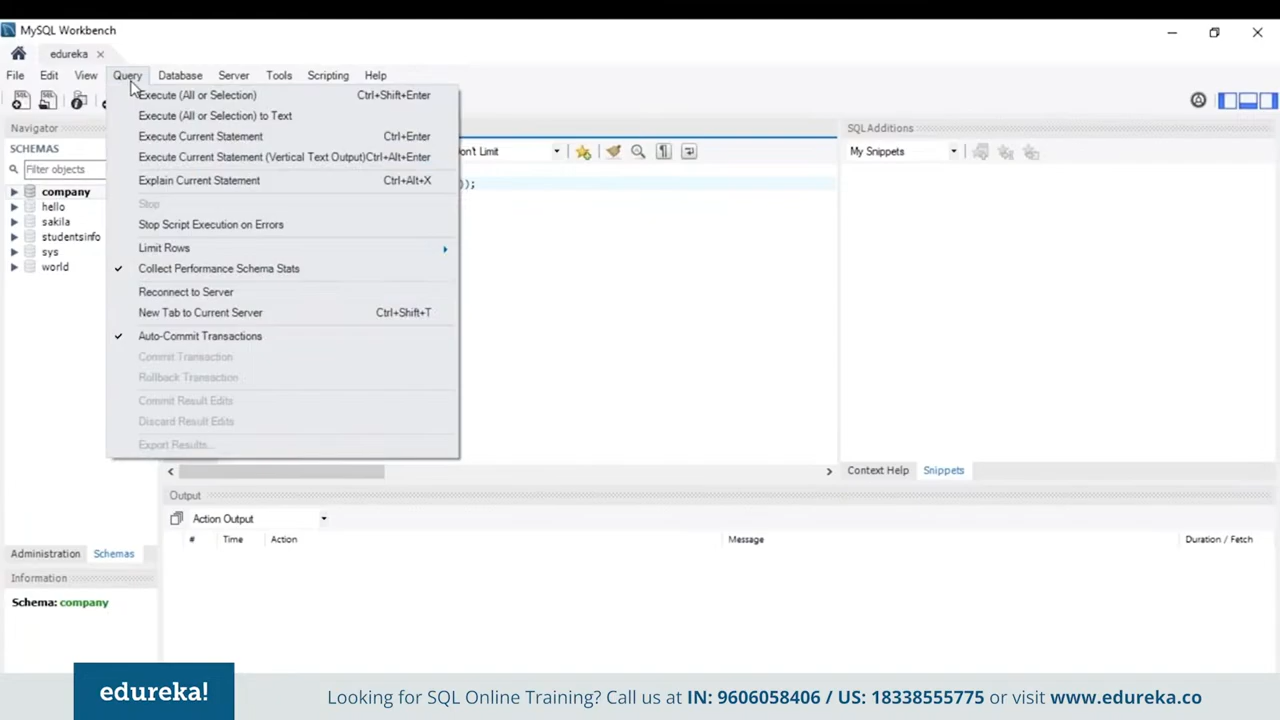 MySQL Workbench
edureka
File Edit View Query Database Server Tools Scripting Help
Execute (All or Selection) Ctrl+Shift+Enter
Execute (All or Selection) to Text
Execute Current Statement Ctrl+Enter
Execute Current Statement (Vertical Text Output) Ctrl+Alt+Enter
Explain Current Statement Ctrl+Alt+X
Stop
Stop Script Execution on Errors
Limit Rows
Collect Performance Schema Stats
Reconnect to Server
New Tab to Current Server Ctrl+Shift+T
Auto-Commit Transactions
Commit Transaction
Rollback Transaction
Commit Result Edits
Discard Result Edits
Export Results...
Navigator
SCHEMAS
Filter objects
company
hello
sakila
studentsinfo
sys
world
Administration Schemas
Information
Schema: company
on't Limit
));
SQL Additions
My Snippets
Context Help Snippets
Output
Action Output
# Time Action Message Duration / Fetch
edureka!
Looking for SQL Online Training? Call us at IN: 9606058406 / US: 18338555775 or visit www.edureka.co